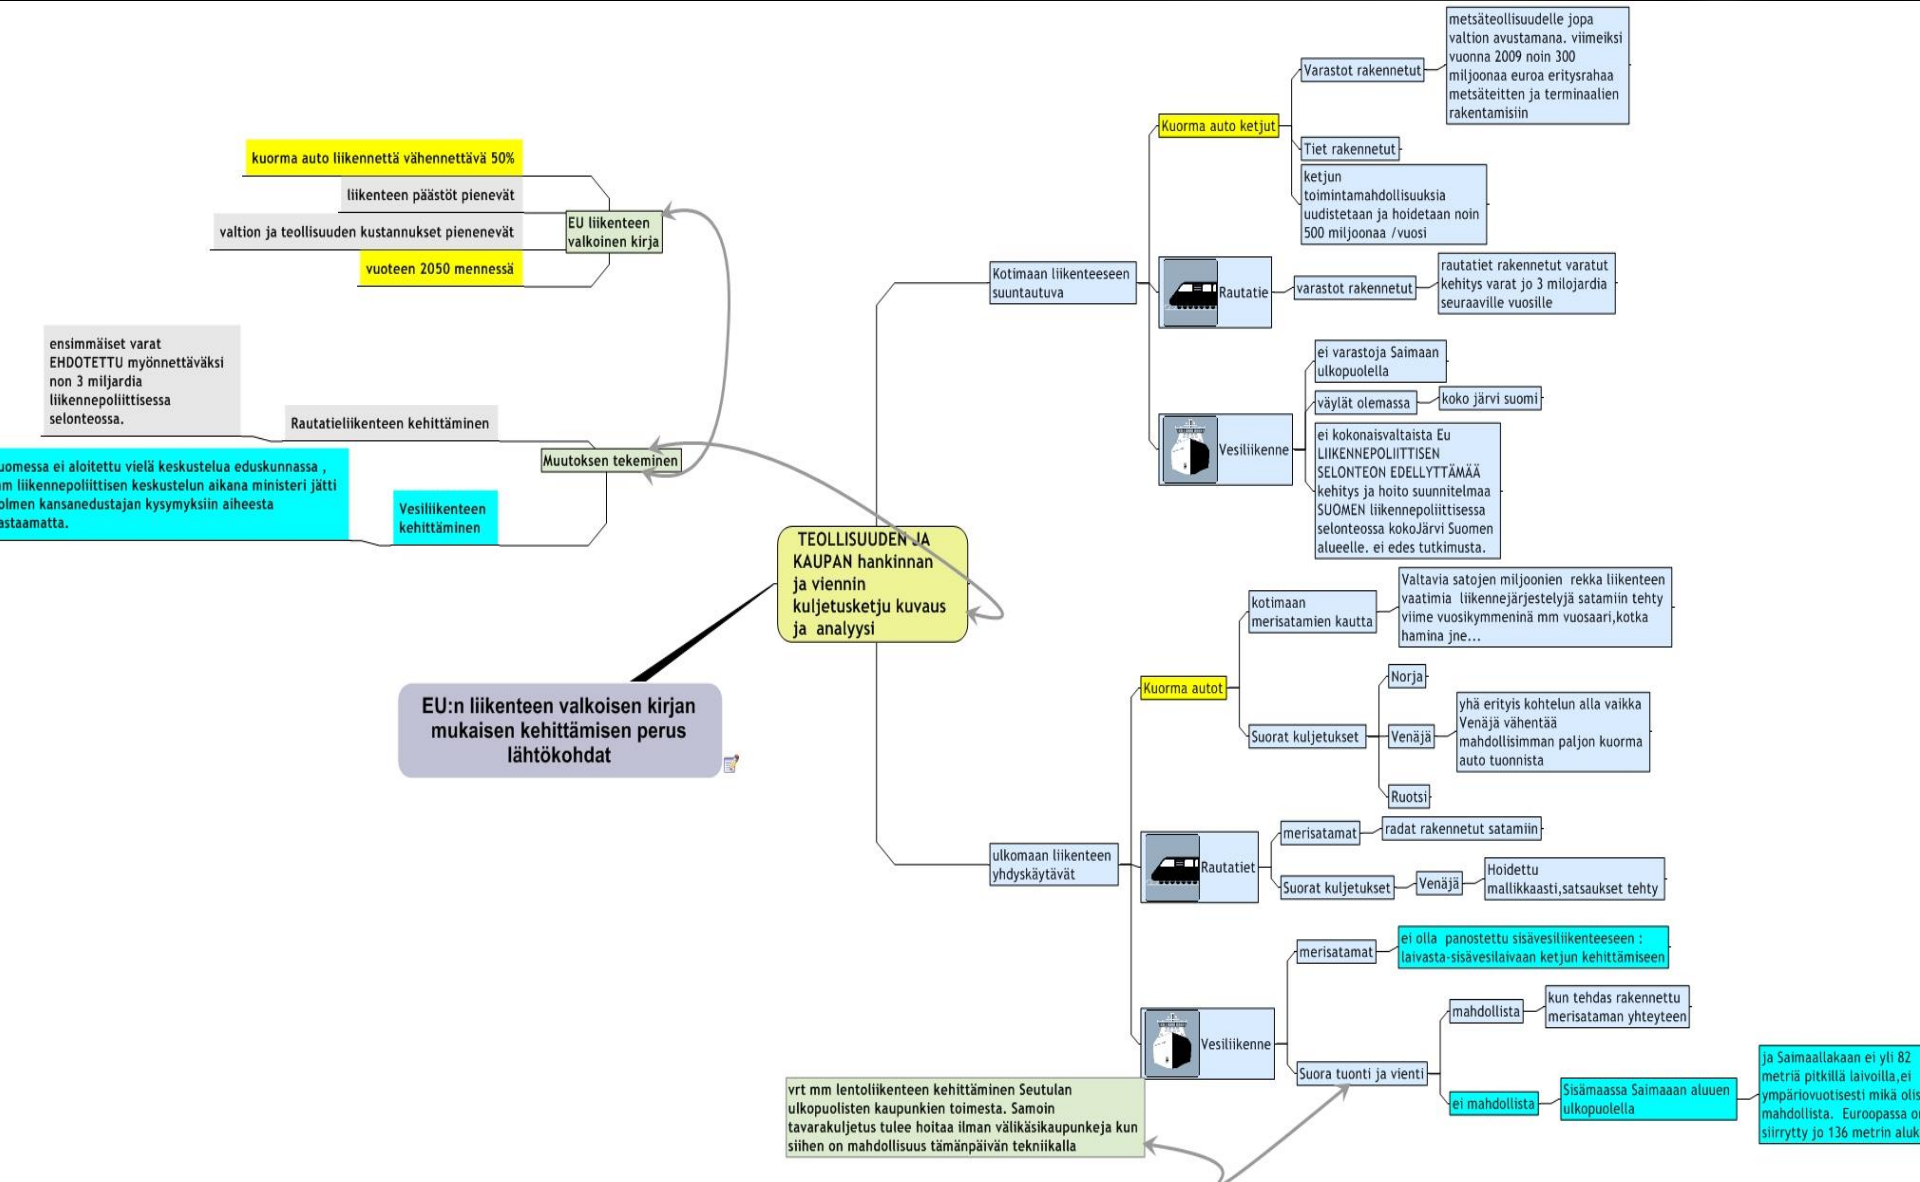 kuorma auto liikennettä vähennettävä 50%
liikenteen päästöt pienevät
valtion ja teollisuuden kustannukset pienenevät
vuoteen 2050 mennessä
EU liikenteen
valkoinen kirja
ensimmäiset varat
EHDOTETTU myönnettäväksi
non 3 miljardia
liikennepoliittisessa
selonteossa.
Rautatieliikenteen kehittäminen
Muutoksen tekeminen
ei aloitettu vielä keskustelua eduskunnassa ,
liikennepoliittisen keskustelun aikana ministeri jätti
kansanedustajan kysymyksiin aiheesta
Vesiliikenteen
kehittäminen
TEOLLISUUDEN JA
KAUPAN hankinnan
ja viennin
kuljetusketju kuvaus
ja analyysi
EU:n liikenteen valkoisen kirjan
mukaisen kehittämisen perus
lähtökohdat
Kotimaan liikenteeseen
suuntautuva
Kuorma auto ketjut
Varastot rakennetut
metsäteollisuudelle jopa
valtion avustamana. viimeiksi
vuonna 2009 noin 300
miljoonaa euroa eritysrahaa
metsäteitten ja terminaalien
rakentamisiin
Tiet rakennetut
ketjun
toimintamahdollisuuksia
uudistetaan ja hoidetaan noin
500 miljoonaa /vuosi
Rautatie
varastot rakennetut
rautatiet rakennetut varatut
kehitys varat jo 3 milojardia
seuraaville vuosille
Vesiliikenne
ei varastoja Saimaan
ulkopuolella
väylät olemassa
koko järvi suomi
ei kokonaisvaltaista Eu
LIIKENNEPOLIITTISEN
SELONTEON EDELLYTTÄMÄÄ
kehitys ja hoito suunnitelmaa
SUOMEN liikennepoliittisessa
selonteossa kokoJärvi Suomen
alueelle. ei edes tutkimusta.
ulkomaan liikenteen
yhdyskäytävät
Kuorma autot
kotimaan
merisatamien kautta
Valtavia satojen miljoonien rekka liikenteen
vaatimia liikennejärjestelyjä satamiin tehty
viime vuosikymmeninä mm vuosaari,kotka
hamina jne...
Suorat kuljetukset
Norja
Venäjä
yhä erityis kohtelun alla vaikka
Venäjä vähentää
mahdollisimman paljon kuorma
auto tuonnista
Ruotsi
Rautatiet
merisatamat
radat rakennetut satamiin
Suorat kuljetukset
Venäjä
Hoidettu
mallikkaasti,satsaukset tehty
Vesiliikenne
merisatamat
ei olla panostettu sisävesiliikenteeseen :
laivasta-sisävesilaivaan ketjun kehittämiseen
Suora tuonti ja vienti
mahdollista
kun tehdas rakennettu
merisataman yhteyteen
ei mahdollista
Sisämaassa Saimaaan aluuen
ulkopuolella
ja Saimaallakaan ei yli 82
metriä pitkillä laivoilla,ei
ympäriovuotisesti mikä olis
mahdollista. Euroopassa on
siirrytty jo 136 metrin aluk
vrt mm lentoliikenteen kehittäminen Seutulan
ulkopuolisten kaupunkien toimesta. Samoin
tavarakuljetus tulee hoitaa ilman välikäsikaupunkeja kun
siihen on mahdollisuus tämänpäivän tekniikalla